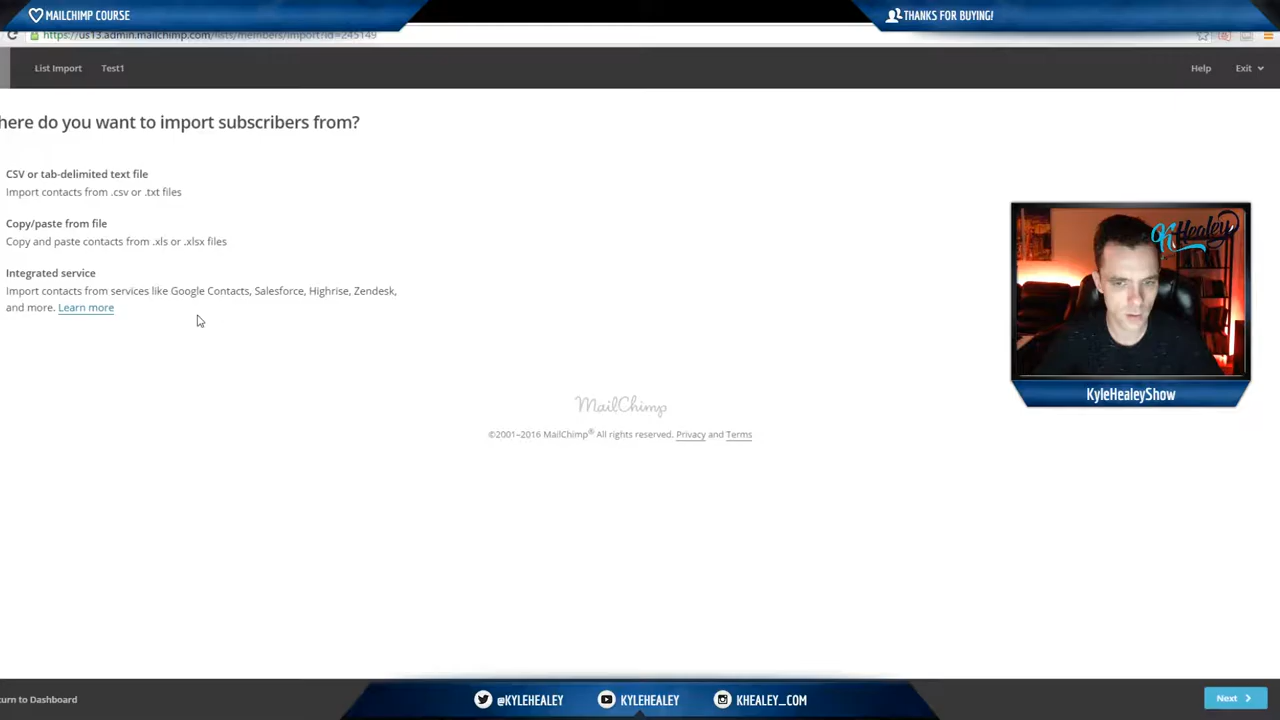 MAILCHIMP COURSE
THANKS FOR BUYING!
https://us13.admin.mailchimp.com/lists/members/import?id=245149
List Import Test1 Help Exit
here do you want to import subscribers from?
CSV or tab-delimited text file
Import contacts from .csv or .txt files
Copy/paste from file
Copy and paste contacts from .xls or .xlsx files
Integrated service
Import contacts from services like Google Contacts, Salesforce, Highrise, Zendesk,
and more. Learn more
Healey
KyleHealeyShow
MailChimp
©2001–2016 MailChimp® All rights reserved. Privacy and Terms
turn to Dashboard
@KYLEHEALEY KYLEHEALEY KHEALEY_COM
Next